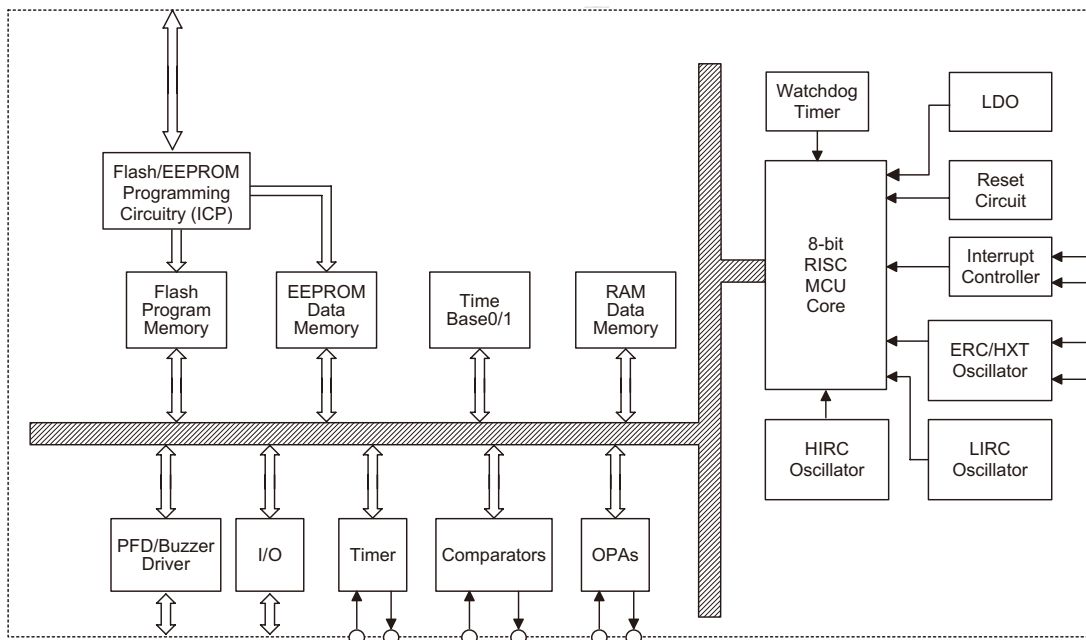 Watchdog
Timer
LDO
Flash/EEPROM
Programming
Circuitry (ICP)
Reset
Circuit
8-bit
RISC
MCU
Core
Interrupt
Controller
Flash
Program
Memory
EEPROM
Data
Memory
Time
Base0/1
RAM
Data
Memory
ERC/HXT
Oscillator
HIRC
Oscillator
LIRC
Oscillator
PFD/Buzzer
Driver
I/O
Timer
Comparators
OPAs